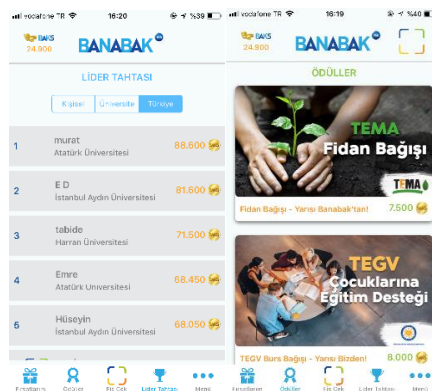 vodafone TR 16:20 %39
BAKS
24.900
BANABAK
LİDER TAHTASI
Kişisel Üniversite Türkiye
1 murat 88.600
Atatürk Üniversitesi
2 E D 81.600
İstanbul Aydın Üniversitesi
3 tabide 71.500
Harran Üniversitesi
4 Emre 68.450
Atatürk Üniversitesi
5 Hüseyin 68.050
İstanbul Aydın Üniversitesi
Fırsatlarım Ödüller Fiş Çek Lider Tahtası Menü
vodafone TR 16:19 %40
BAKS
24.900
BANABAK
ÖDÜLLER
TEMA
Fidan Bağışı
TEMA
Fidan Bağışı - Yarısı Banabak'tan! 7.500
TEGV
Çocuklarına
Eğitim Desteği
TEGV Burs Bağışı - Yarısı Bizden! 8.000
Fırsatlarım Ödüller Fiş Çek Lider Tahtası Menü